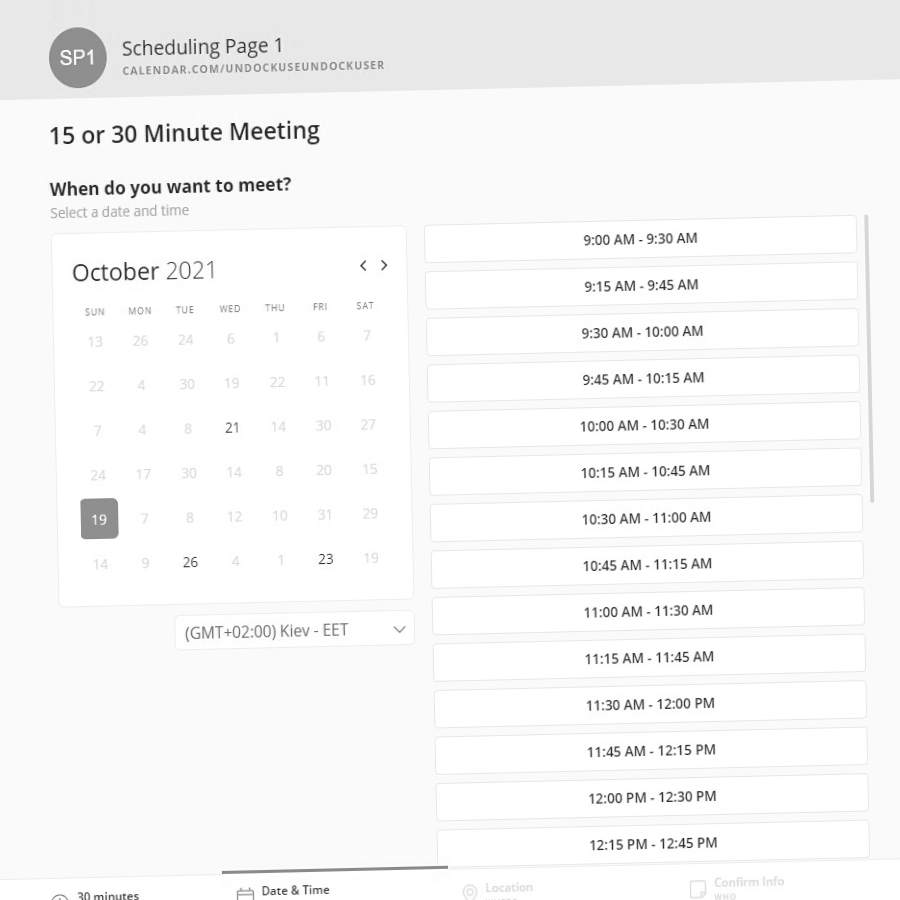 SP1
Scheduling Page 1
CALENDAR.COM/UNDOCKUSEUNDOCKUSER
15 or 30 Minute Meeting
When do you want to meet?
Select a date and time
October 2021
SUN MON TUE WED THU FRI SAT
13 26 24 6 1 6 7
22 4 30 19 22 11 16
7 4 8 21 14 30 27
24 17 30 14 8 20 15
19 7 8 12 10 31 29
14 9 26 4 1 23 19
(GMT+02:00) Kiev - EET
9:00 AM - 9:30 AM
9:15 AM - 9:45 AM
9:30 AM - 10:00 AM
9:45 AM - 10:15 AM
10:00 AM - 10:30 AM
10:15 AM - 10:45 AM
10:30 AM - 11:00 AM
10:45 AM - 11:15 AM
11:00 AM - 11:30 AM
11:15 AM - 11:45 AM
11:30 AM - 12:00 PM
11:45 AM - 12:15 PM
12:00 PM - 12:30 PM
12:15 PM - 12:45 PM
30 minutes
Date & Time
Location
Confirm Info
WHO